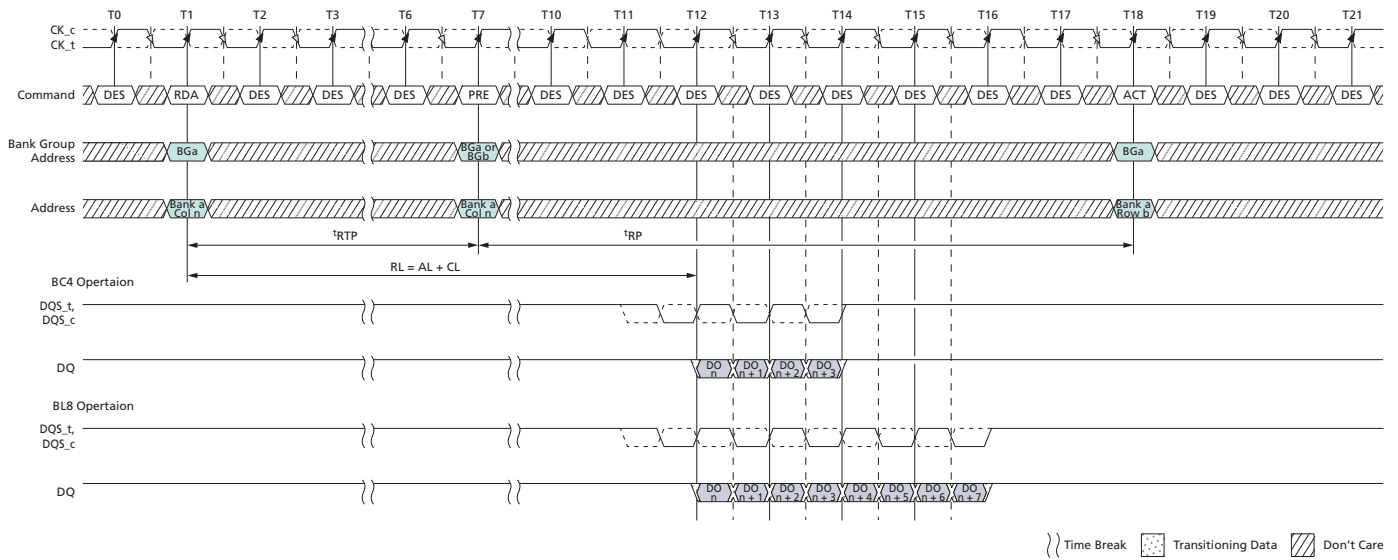 T0 T1 T2 T3 T6 T7 T10 T11 T12 T13 T14 T15 T16 T17 T18 T19 T20 T21
CK_c
CK_t
Command DES RDA DES DES DES PRE DES DES DES DES DES DES DES DES ACT DES DES DES
Bank Group
Address
BGa
BGa or
BGb
BGa
Address
Bank a
Col n
Bank a
Col n
Bank a
Row b
tRTP tRP
RL = AL + CL
BC4 Opertaion
DQS_t,
DQS_c
DQ
DO
n
DO
n + 1
DO
n + 2
DO
n + 3
BL8 Opertaion
DQS_t,
DQS_c
DQ
DO
n
DO
n + 1
DO
n + 2
DO
n + 3
DO
n + 4
DO
n + 5
DO
n + 6
DO
n + 7
Time Break Transitioning Data Don't Care